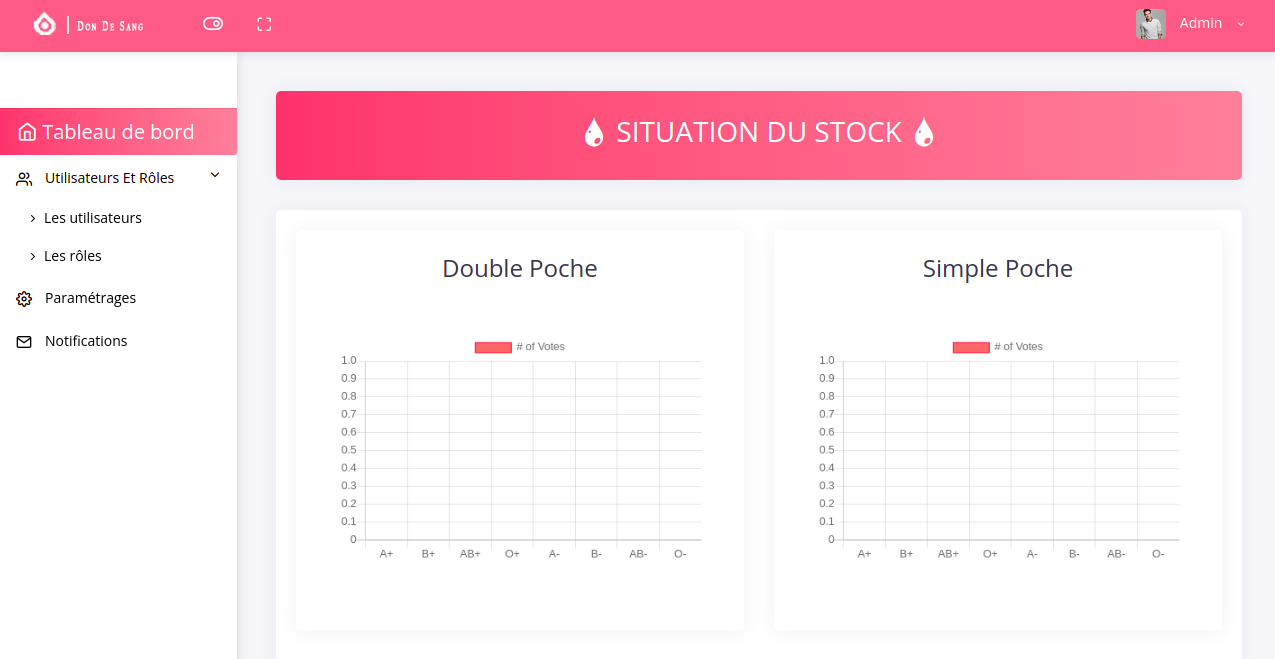 Don De Sang
Admin
Tableau de bord
Utilisateurs Et Rôles
Les utilisateurs
Les rôles
Paramétrages
Notifications
SITUATION DU STOCK
Double Poche
# of Votes
1.0
0.9
0.8
0.7
0.6
0.5
0.4
0.3
0.2
0.1
0
A+ B+ AB+ O+ A- B- AB- O-
Simple Poche
# of Votes
1.0
0.9
0.8
0.7
0.6
0.5
0.4
0.3
0.2
0.1
0
A+ B+ AB+ O+ A- B- AB- O-